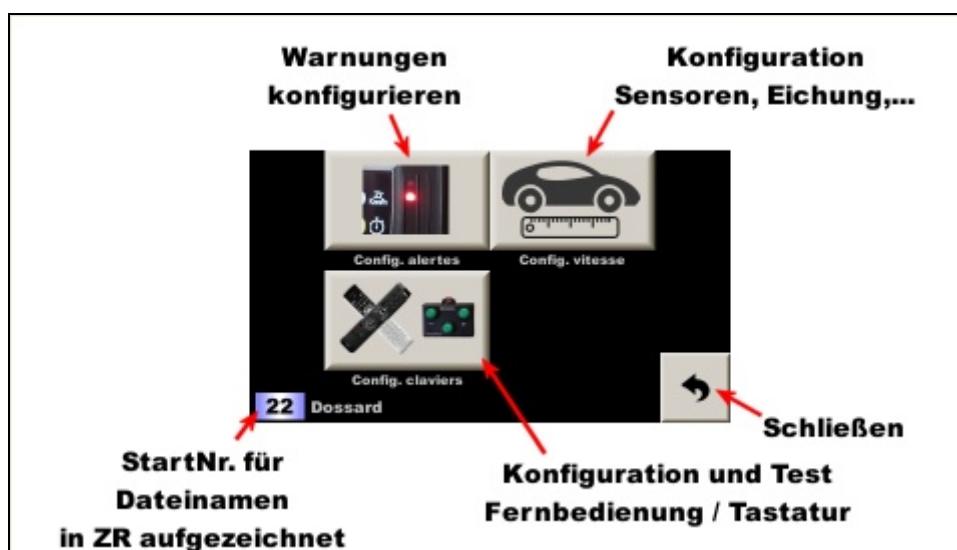 Warnungen
konfigurieren
Konfiguration
Sensoren, Eichung,...
Config. alertes
Config. vitesse
Config. claviers
22 Dossard
Schließen
StartNr. für
Dateinamen
in ZR aufgezeichnet
Konfiguration und Test
Fernbedienung / Tastatur